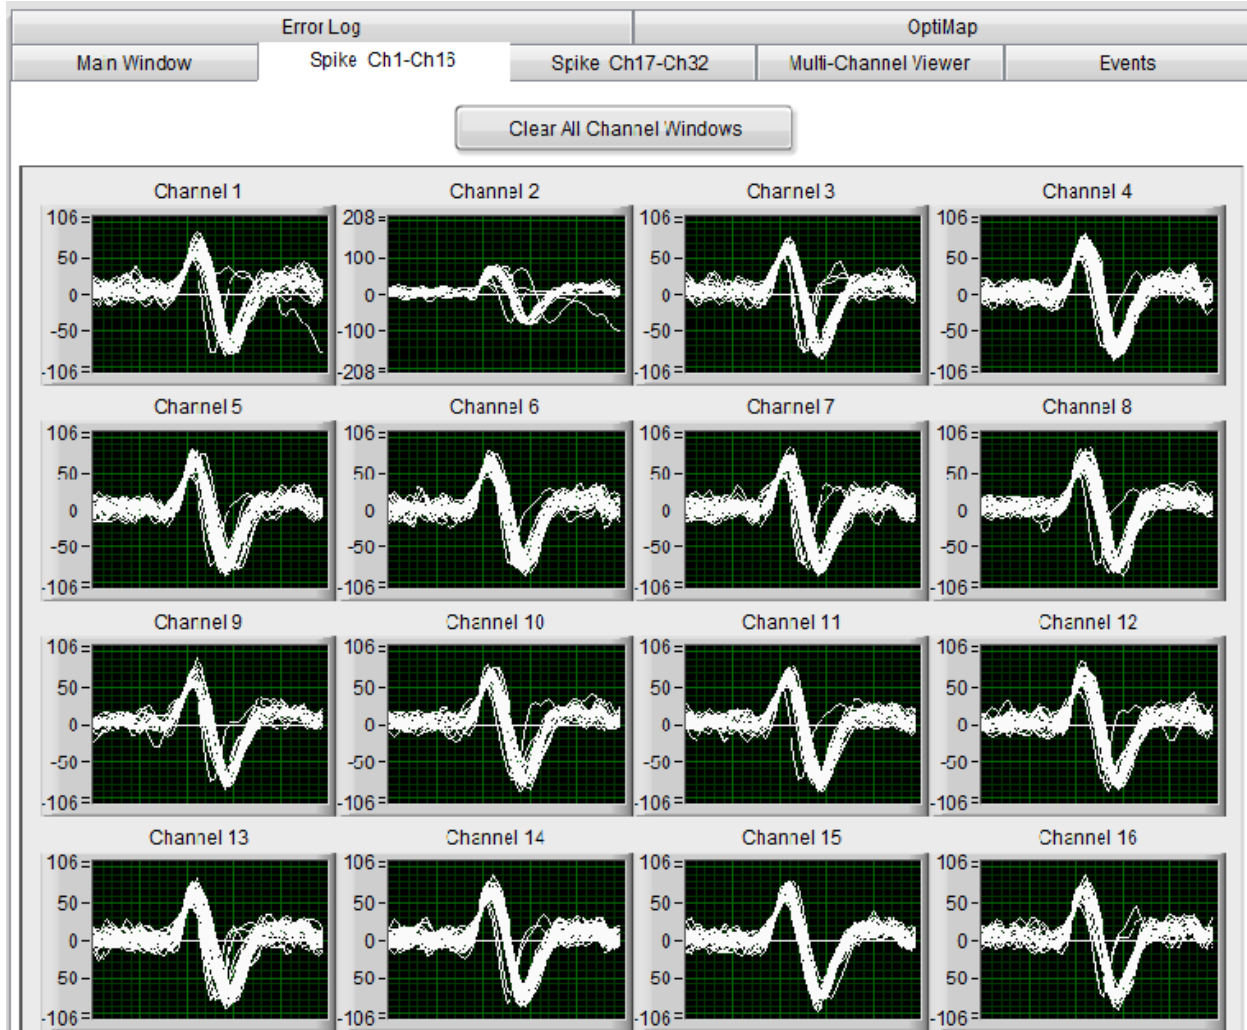 Error Log OptiMap
Main Window Spike Ch1-Ch16 Spike Ch17-Ch32 Multi-Channel Viewer Events
Clear All Channel Windows
Channel 1 Channel 2 Channel 3 Channel 4
106 208 106 106
50 100 50 50
0 0 0 0
-50 -100 -50 -50
-106 -208 -106 -106
Channel 5 Channel 6 Channel 7 Channel 8
106 106 106 106
50 50 50 50
0 0 0 0
-50 -50 -50 -50
-106 -106 -106 -106
Channel 9 Channel 10 Channel 11 Channel 12
106 106 106 106
50 50 50 50
0 0 0 0
-50 -50 -50 -50
-106 -106 -106 -106
Channel 13 Channel 14 Channel 15 Channel 16
106 106 106 106
50 50 50 50
0 0 0 0
50 50 50 50
-106 -106 -106 -106